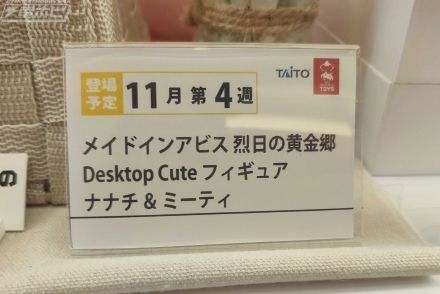 登場
予定
11月 第4週
TAITO
TOYS
メイドインアビス 烈日の黄金郷
Desktop Cute フィギュア
ナナチ & ミーティ